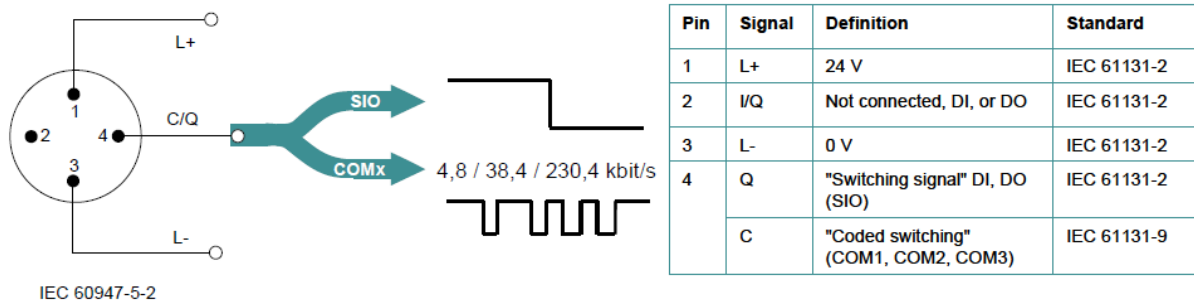 L+
1
2
4
C/Q
3
L-
IEC 60947-5-2
SIO
COMx
4,8 / 38,4 / 230,4 kbit/s
Pin Signal Definition Standard
1 L+ 24 V IEC 61131-2
2 I/Q Not connected, DI, or DO IEC 61131-2
3 L- 0 V IEC 61131-2
4 Q "Switching signal" DI, DO IEC 61131-2
(SIO)
C "Coded switching" IEC 61131-9
(COM1, COM2, COM3)